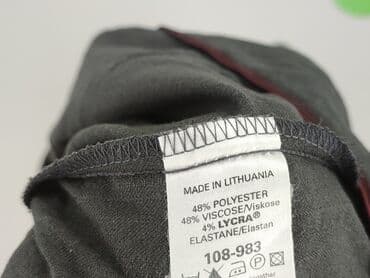 MADE IN LITHUANIA
48% POLYESTER
48% VISCOSE/Viskose
4% LYCRA®
ELASTANE/Elastan
108-983